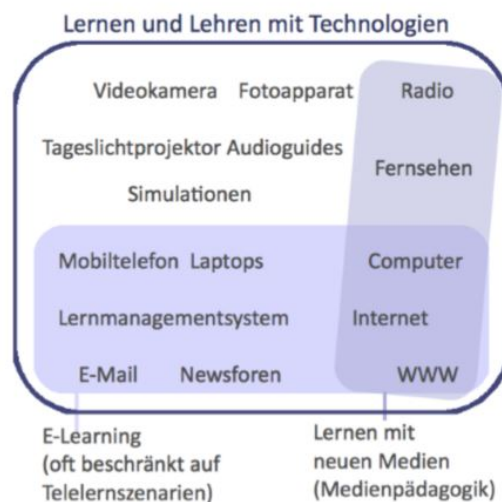 Lernen und Lehren mit Technologien
Videokamera Fotoapparat Radio
Tageslichtprojektor Audioguides
Fernsehen
Simulationen
Mobiltelefon Laptops Computer
Lernmanagementsystem Internet
E-Mail Newsforen WWW
E-Learning
(oft beschränkt auf
Telelernszenarien)
Lernen mit
neuen Medien
(Medienpädagogik)